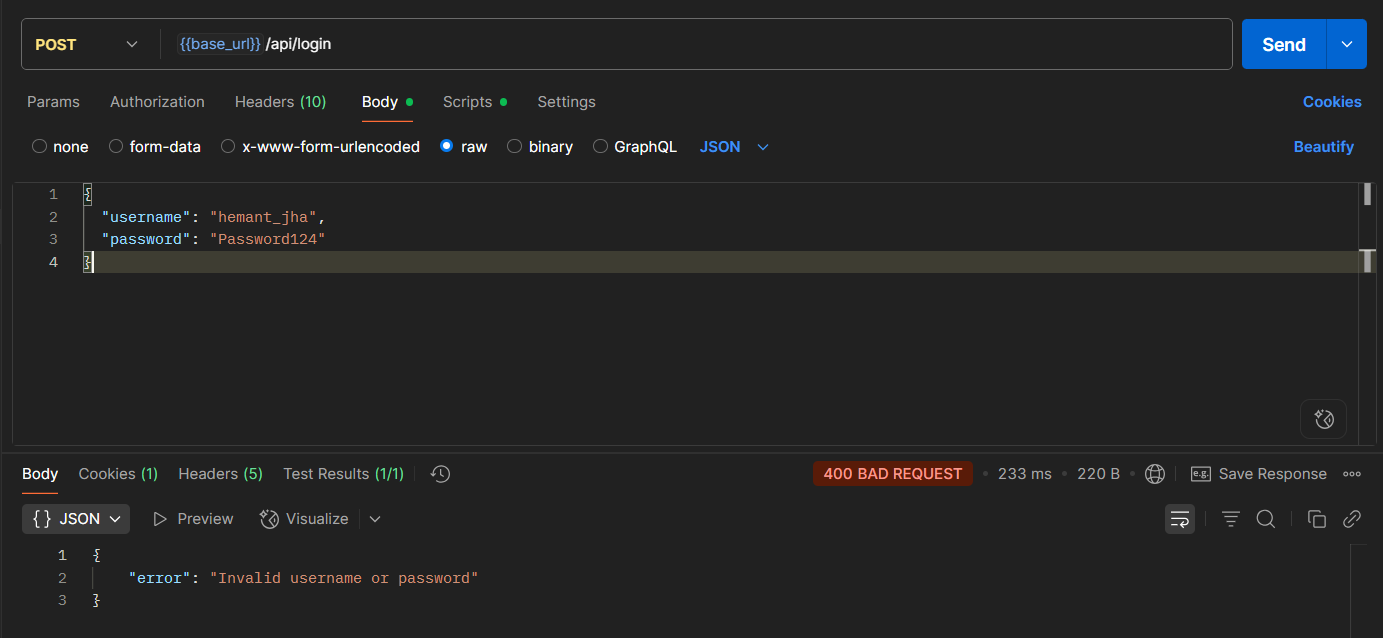 POST {{base_url}} /api/login Send
Params Authorization Headers (10) Body Scripts Settings Cookies
none form-data x-www-form-urlencoded raw binary GraphQL JSON Beautify
1 {
2 "username": "hemant_jha",
3 "password": "Password124"
4 }
Body Cookies (1) Headers (5) Test Results (1/1) 400 BAD REQUEST 233 ms 220 B e.g. Save Response
{} JSON Preview Visualize
1 {
2 "error": "Invalid username or password"
3 }